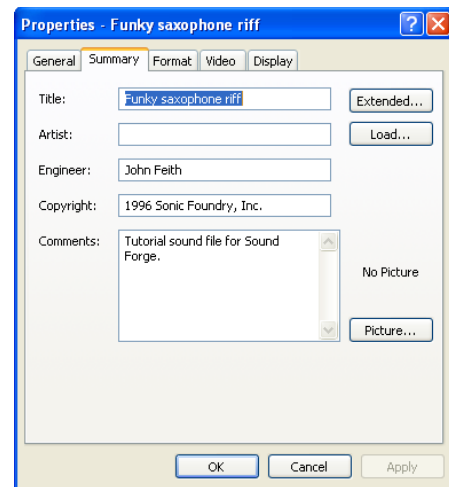 Properties - Funky saxophone riff
General Summary Format Video Display
Title: Funky saxophone riff Extended...
Artist: Load...
Engineer: John Feith
Copyright: 1996 Sonic Foundry, Inc.
Comments: Tutorial sound file for Sound
Forge.
No Picture
Picture...
OK Cancel Apply